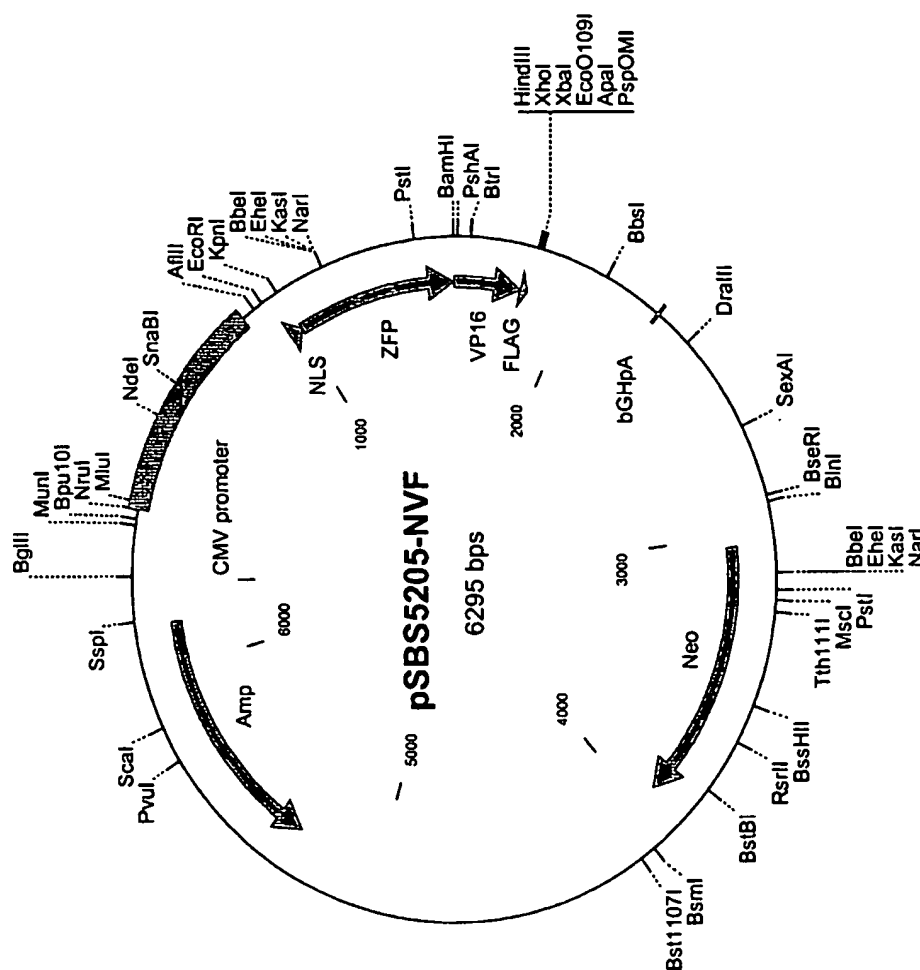 pSBS5205-NVF
6295 bps
BglII
MunI
Bpu10I
NruI
MluI
NdeI
SnaBI
AflII
EcoRI
KpnI
BbeI
EheI
KasI
NarI
PstI
BamHI
PshAI
BtrI
HindIII
XhoI
XbaI
EcoO109I
ApaI
PspOMI
BbsI
DraIII
SexAI
BseRI
BlnI
BbeI
EheI
KasI
NarI
PstI
MscI
Tth111I
BssHII
RsrII
BstBI
BsmI
Bst1107I
PvuI
ScaI
SspI
CMV promoter
NLS
ZFP
VP16
FLAG
bGHpA
Neo
Amp
1000
2000
3000
4000
5000
6000